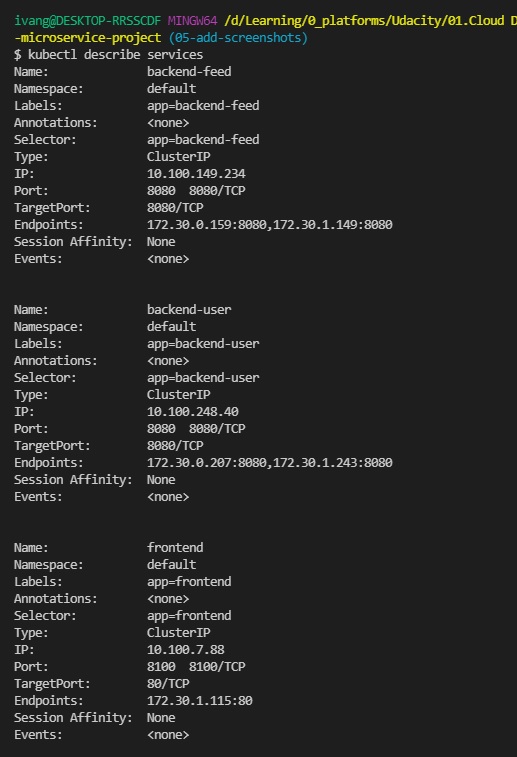 ivang@DESKTOP-RRSSCDF MINGW64 /d/Learning/0_platforms/Udacity/01.Cloud D
-microservice-project (05-add-screenshots)
$ kubectl describe services
Name:              backend-feed
Namespace:         default
Labels:            app=backend-feed
Annotations:       <none>
Selector:          app=backend-feed
Type:              ClusterIP
IP:                10.100.149.234
Port:              8080  8080/TCP
TargetPort:        8080/TCP
Endpoints:         172.30.0.159:8080,172.30.1.149:8080
Session Affinity:  None
Events:            <none>

Name:              backend-user
Namespace:         default
Labels:            app=backend-user
Annotations:       <none>
Selector:          app=backend-user
Type:              ClusterIP
IP:                10.100.248.40
Port:              8080  8080/TCP
TargetPort:        8080/TCP
Endpoints:         172.30.0.207:8080,172.30.1.243:8080
Session Affinity:  None
Events:            <none>

Name:              frontend
Namespace:         default
Labels:            app=frontend
Annotations:       <none>
Selector:          app=frontend
Type:              ClusterIP
IP:                10.100.7.88
Port:              8100  8100/TCP
TargetPort:        80/TCP
Endpoints:         172.30.1.115:80
Session Affinity:  None
Events:            <none>